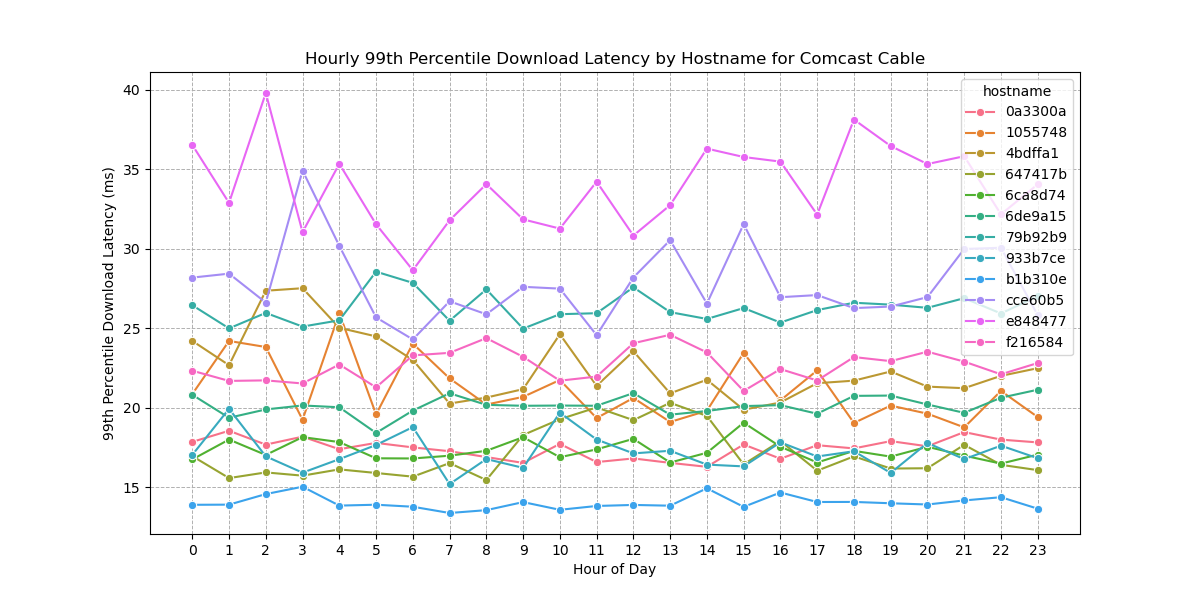 Hourly 99th Percentile Download Latency by Hostname for Comcast Cable
99th Percentile Download Latency (ms)
40
35
30
25
20
15
hostname
0a3300a
1055748
4bdffa1
647417b
6ca8d74
6de9a15
79b92b9
933b7ce
b1b310e
cce60b5
e848477
f216584
0 1 2 3 4 5 6 7 8 9 10 11 12 13 14 15 16 17 18 19 20 21 22 23
Hour of Day